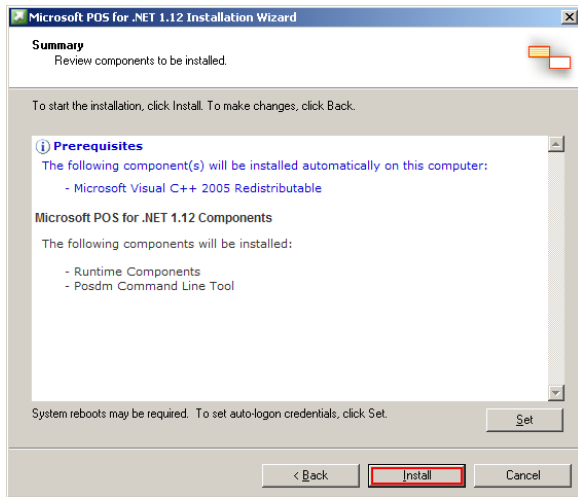 Microsoft POS for .NET 1.12 Installation Wizard
Summary
Review components to be installed.
To start the installation, click Install. To make changes, click Back.
Prerequisites
The following component(s) will be installed automatically on this computer:
- Microsoft Visual C++ 2005 Redistributable
Microsoft POS for .NET 1.12 Components
The following components will be installed:
- Runtime Components
- Posdm Command Line Tool
System reboots may be required. To set auto-logon credentials, click Set.
Set
< Back Install Cancel